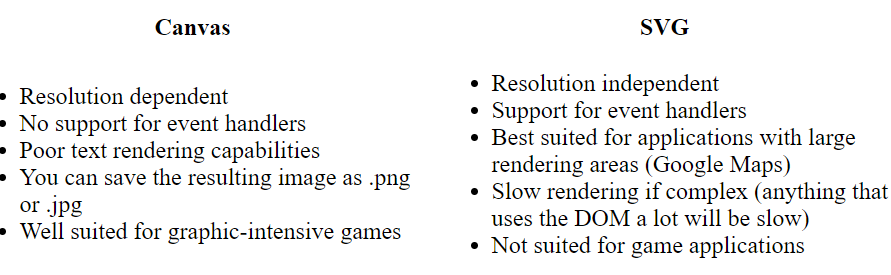 Canvas
Resolution dependent
No support for event handlers
Poor text rendering capabilities
You can save the resulting image as .png
or .jpg
Well suited for graphic-intensive games
SVG
Resolution independent
Support for event handlers
Best suited for applications with large
rendering areas (Google Maps)
Slow rendering if complex (anything that
uses the DOM a lot will be slow)
Not suited for game applications